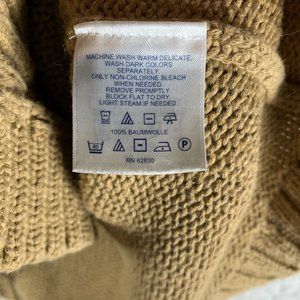 MACHINE WASH WARM DELICATE.
WASH DARK COLORS
SEPARATELY.
ONLY NON-CHLORINE BLEACH
WHEN NEEDED.
REMOVE PROMPTLY.
BLOCK FLAT TO DRY.
LIGHT STEAM IF NEEDED.
100% BAUMWOLLE
P
RN 62830